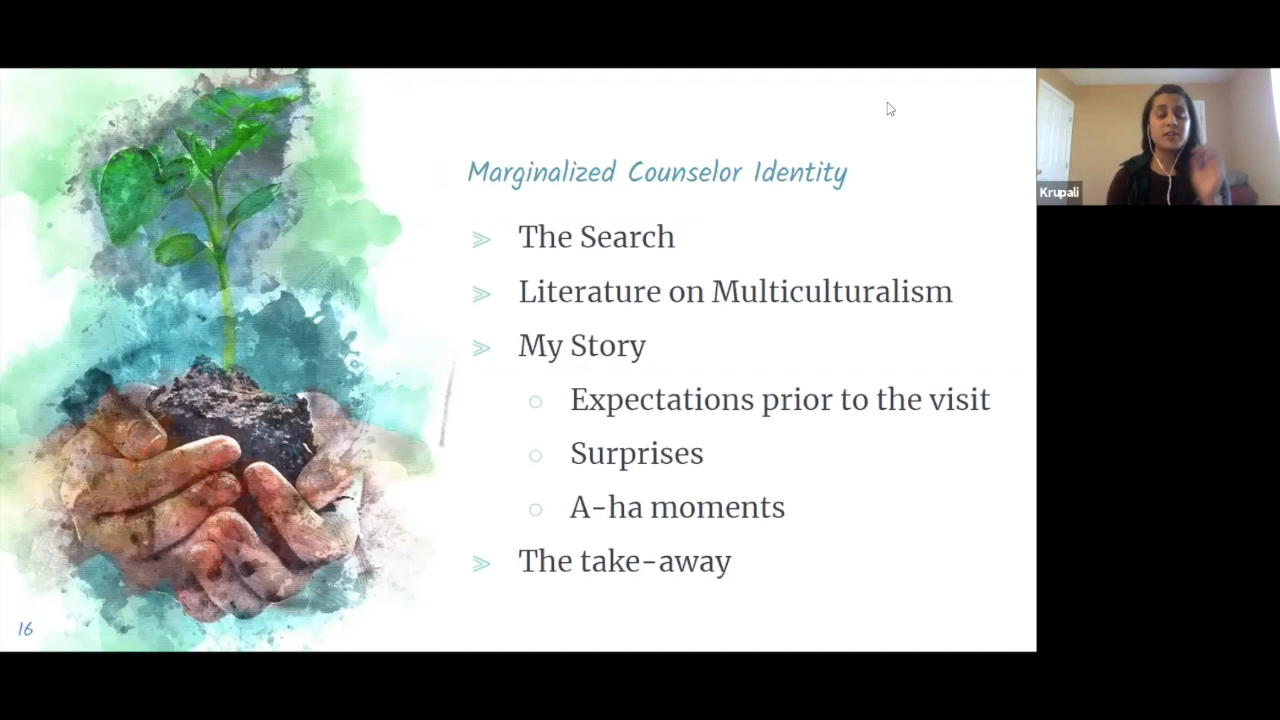 Marginalized Counselor Identity
The Search
Literature on Multiculturalism
My Story
Expectations prior to the visit
Surprises
A-ha moments
The take-away
16
Krupali